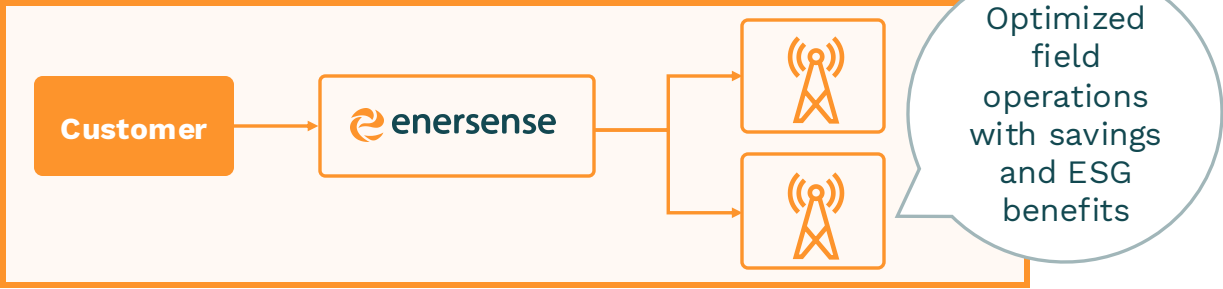 Customer
enersense
Optimized
field
operations
with savings
and ESG
benefits